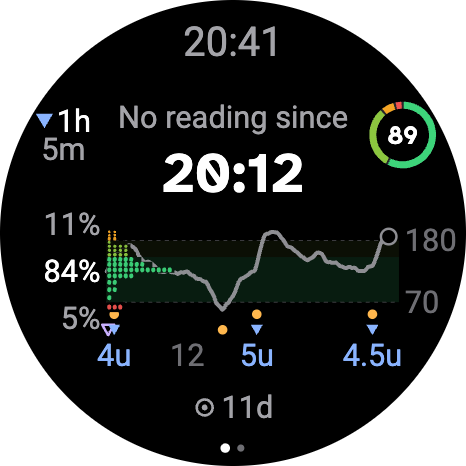 20:41
1h
5m
No reading since
20:12
89
11%
84%
5%
180
70
4u
12
5u
4.5u
11d